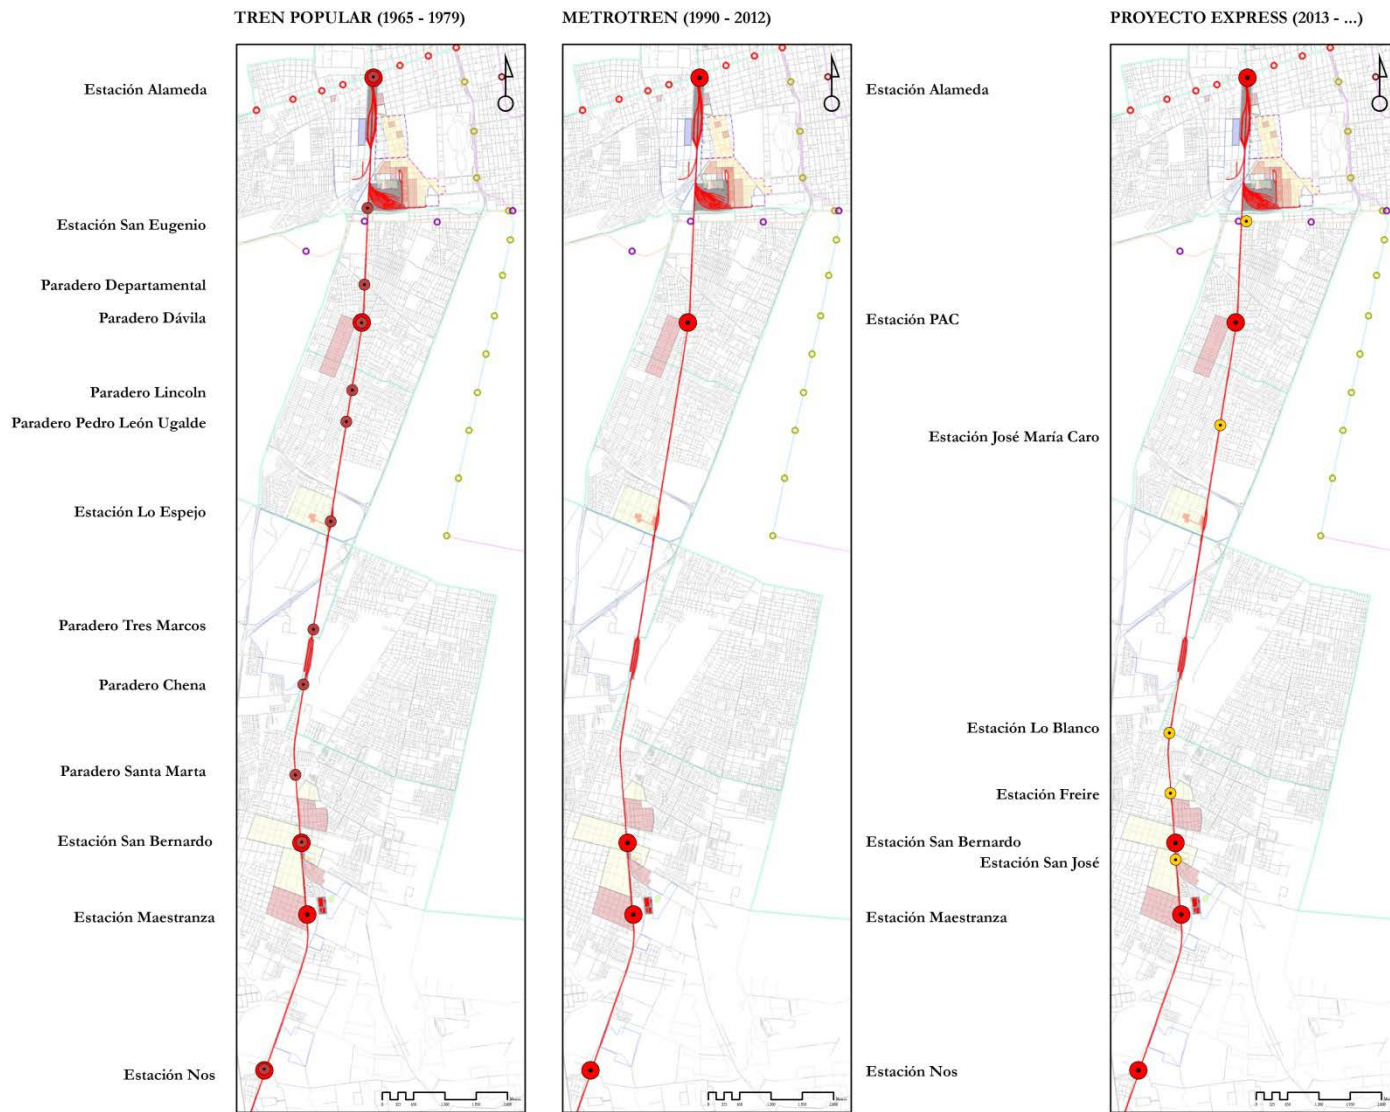 TREN POPULAR (1965 - 1979)
METROTREN (1990 - 2012)
PROYECTO EXPRESS (2013 - ...)
Estación Alameda
Estación San Eugenio
Paradero Departamental
Paradero Dávila
Paradero Lincoln
Paradero Pedro León Ugalde
Estación Lo Espejo
Paradero Tres Marcos
Paradero Chena
Paradero Santa Marta
Estación San Bernardo
Estación Maestranza
Estación Nos
Estación Alameda
Estación PAC
Estación José María Caro
Estación Lo Blanco
Estación Freire
Estación San Bernardo
Estación San José
Estación Maestranza
Estación Nos